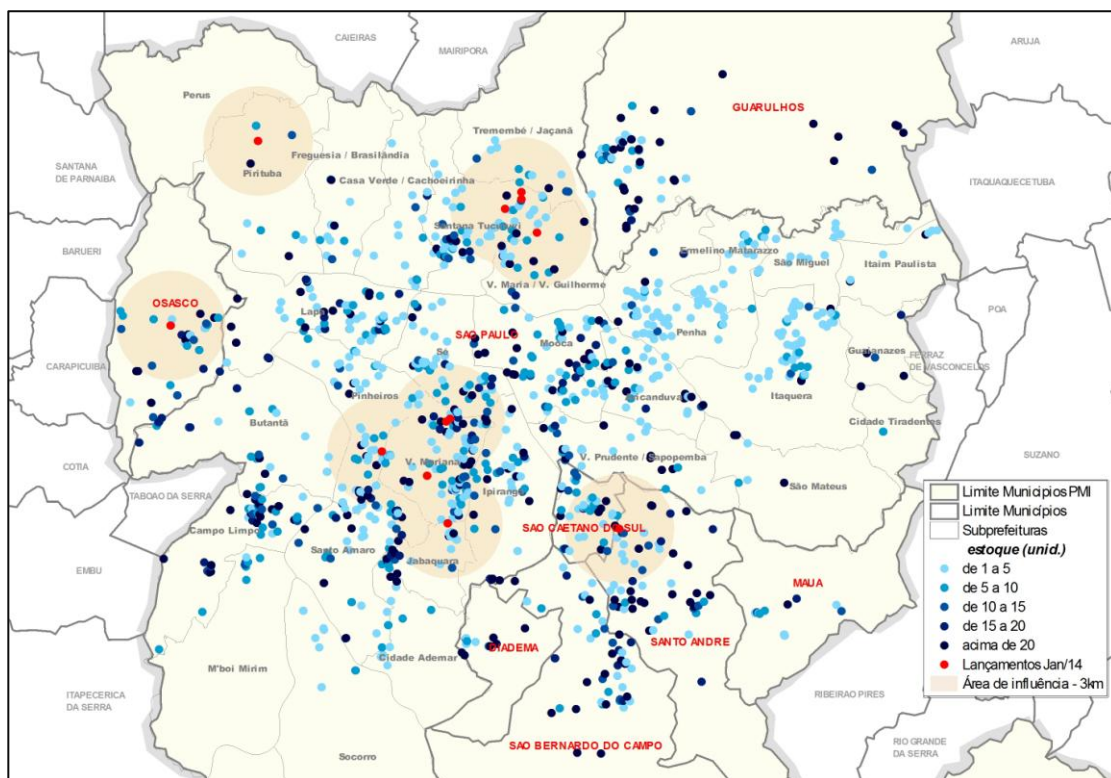 CAIEIRAS
MAIRIPORA
ARUJA
Perus
GUARULHOS
Tremembé / Jaçanã
Freguesia / Brasilândia
SANTANA
DE PARNAIBA
Pirituba
Casa Verde / Cachoeirinha
ITAQUAQUECETUBA
Santana Tucuruvi
Ermelino Matarazzo
BARUERI
São Miguel
Itaim Paulista
V. Maria / V. Guilherme
OSASCO
Lapa
SAO PAULO
Penha
POA
Mooca
Sé
Guaianazes
CARAPICUIBA
FERRAZ
DE VASCONCELOS
Pinheiros
Aricanduva
Itaquera
Butantã
Cidade Tiradentes
V. Mariana
V. Prudente / Sapopemba
SUZANO
COTIA
Ipiranga
São Mateus
TABOAO DA SERRA
Campo Limpo
SAO CAETANO DO SUL
Santo Amaro
Jabaquara
EMBU
MAUA
DIADEMA
SANTO ANDRE
Cidade Ademar
M'boi Mirim
ITAPECERICA
DA SERRA
RIBEIRAO PIRES
SAO BERNARDO DO CAMPO
RIO GRANDE
DA SERRA
Socorro
Limite Municipios PMI
Limite Municípios
Subprefeituras
estoque (unid.)
de 1 a 5
de 5 a 10
de 10 a 15
de 15 a 20
acima de 20
Lançamentos Jan/14
Área de influência - 3km